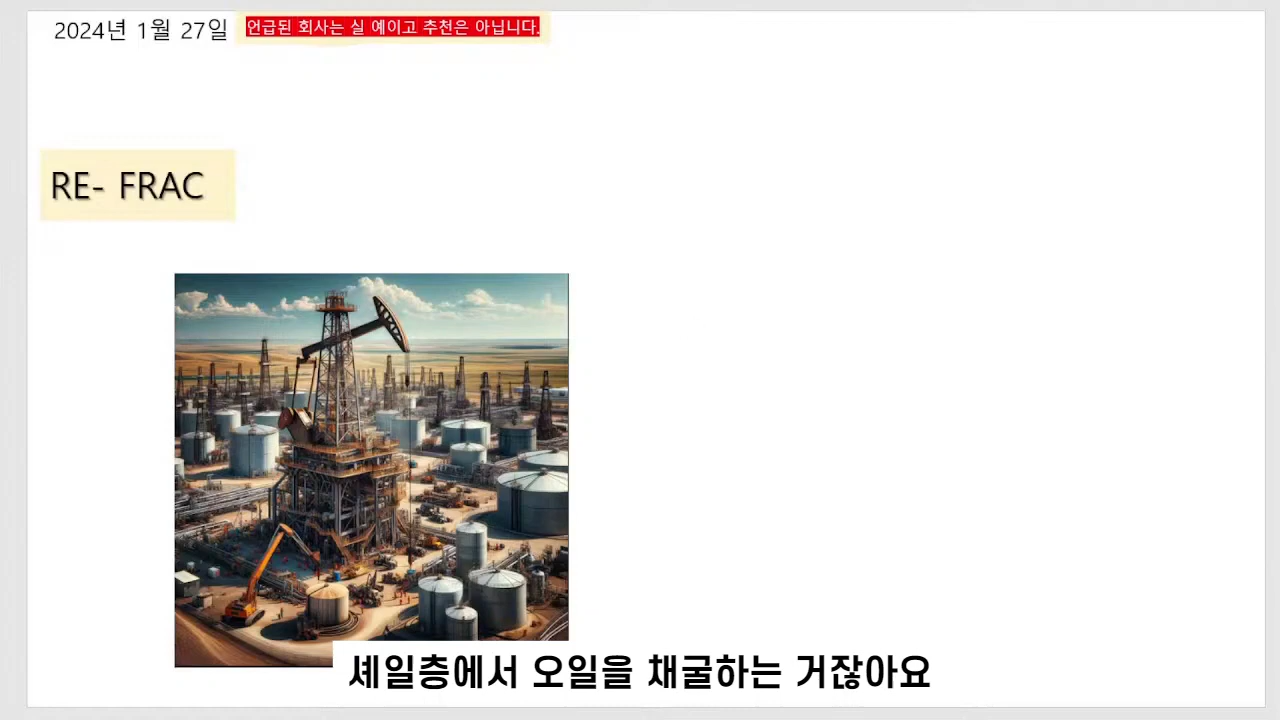 2024년 1월 27일 언급된 회사는 실 예이고 추천은 아닙니다.
RE- FRAC
셰일층에서 오일을 채굴하는 거잖아요